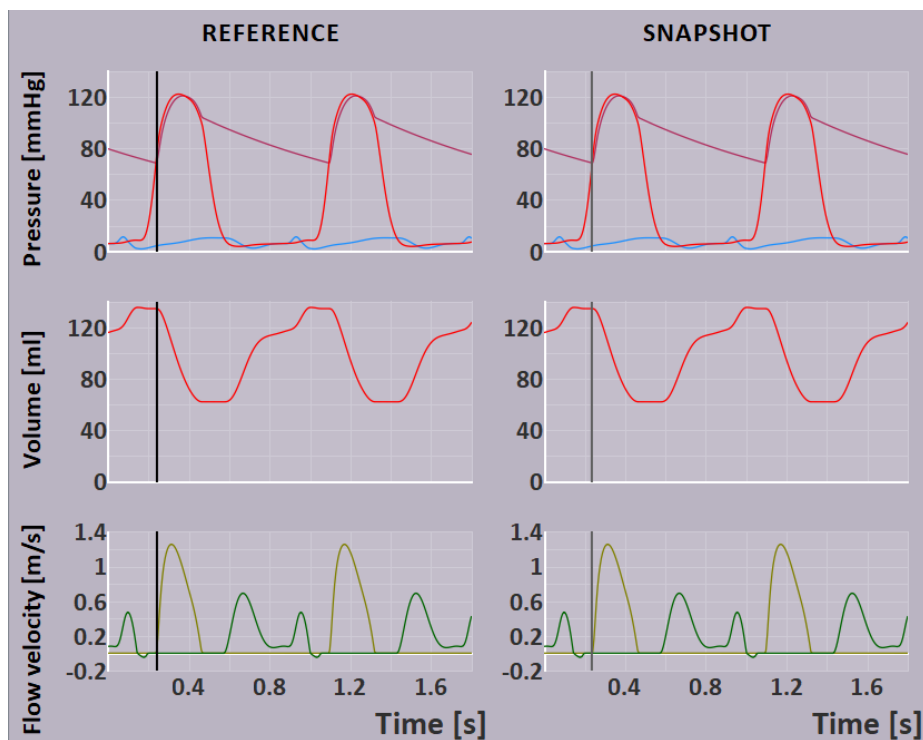 REFERENCE
SNAPSHOT
Pressure [mmHg]
120
80
40
0
120
80
40
0
Volume [ml]
120
80
40
0
120
80
40
0
Flow velocity [m/s]
1.4
1
0.6
0.2
-0.2
1.4
1
0.6
0.2
-0.2
0.4 0.8 1.2 1.6
0.4 0.8 1.2 1.6
Time [s]
Time [s]